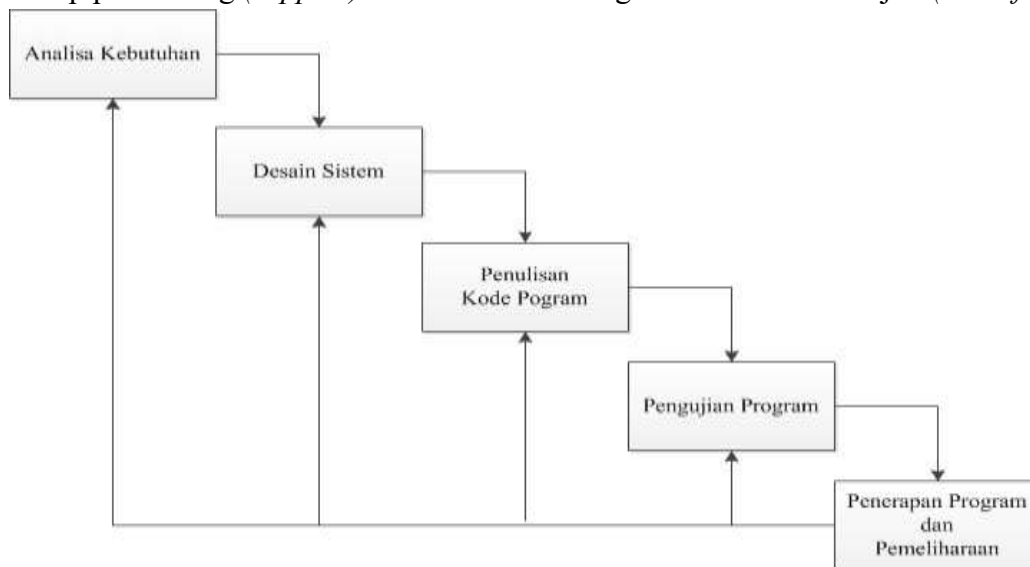 Analisa Kebutuhan
Desain Sistem
Penulisan
Kode Pogram
Pengujian Program
Penerapan Program
dan
Pemeliharaan